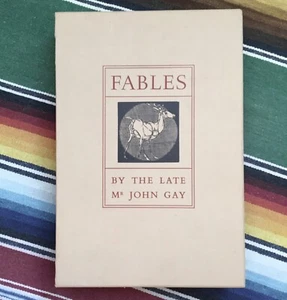 FABLES
BY THE LATE
Mr JOHN GAY